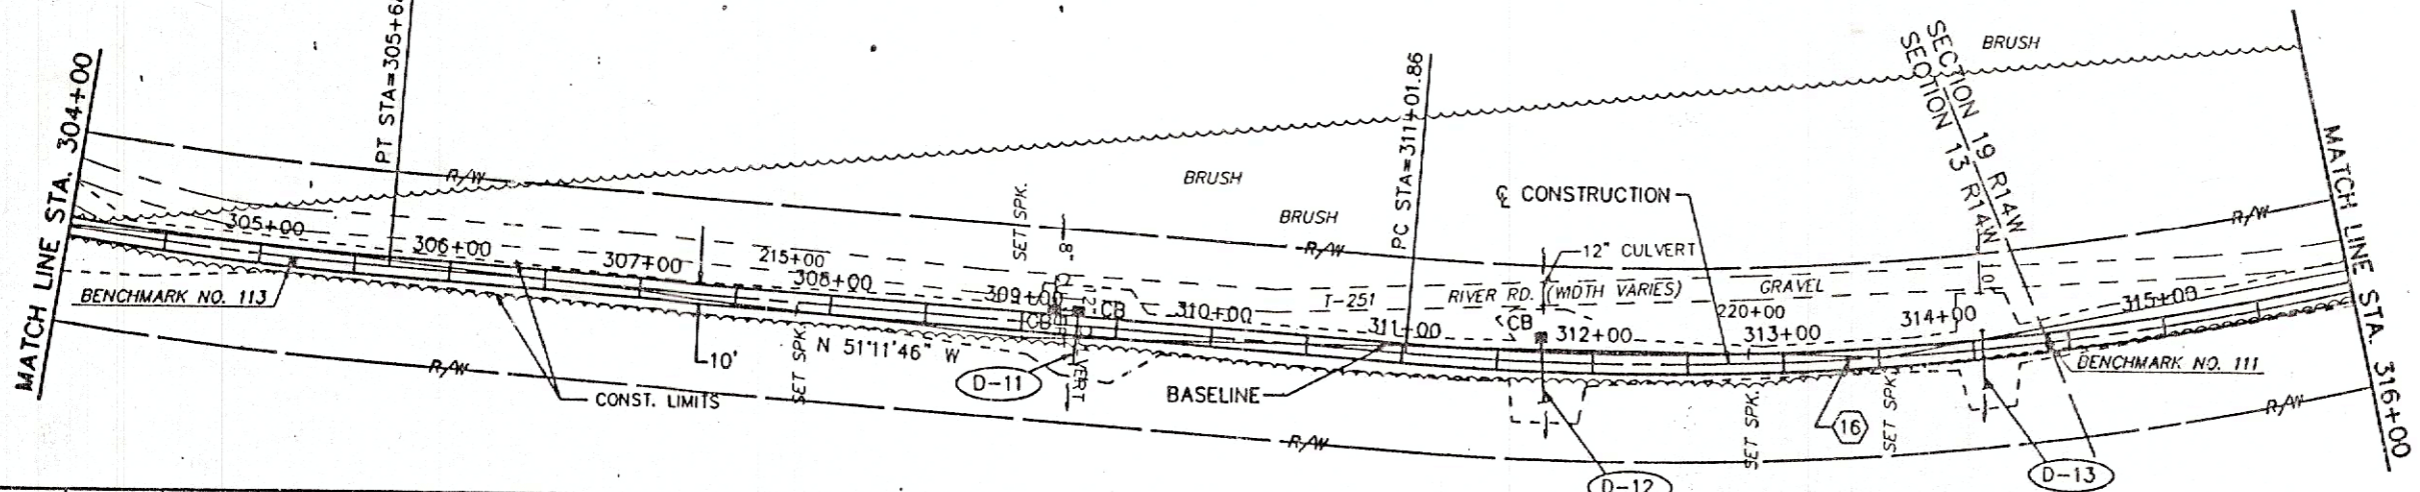 MATCH LINE STA. 304+00
PT STA=305+6
R/W
305+00
306+00
307+00
215+00
308+00
309+00
310+00
311+00
312+00
220+00
313+00
314+00
315+00
BENCHMARK NO. 113
R/W
CONST. LIMITS
10'
SET SPK.
N 51°11'46" W
SET SPK.
CB
CB
D-11
BASELINE
BRUSH
BRUSH
R/W
T-251
PC STA=311+01.86
RIVER RD. (WIDTH VARIES)
GRAVEL
12" CULVERT
℄ CONSTRUCTION
CB
R/W
D-12
SET SPK.
16
SET SPK.
D-13
BENCHMARK NO. 111
SECTION 19 R14W
SECTION 13 R14W
BRUSH
R/W
R/W
MATCH LINE STA. 316+00